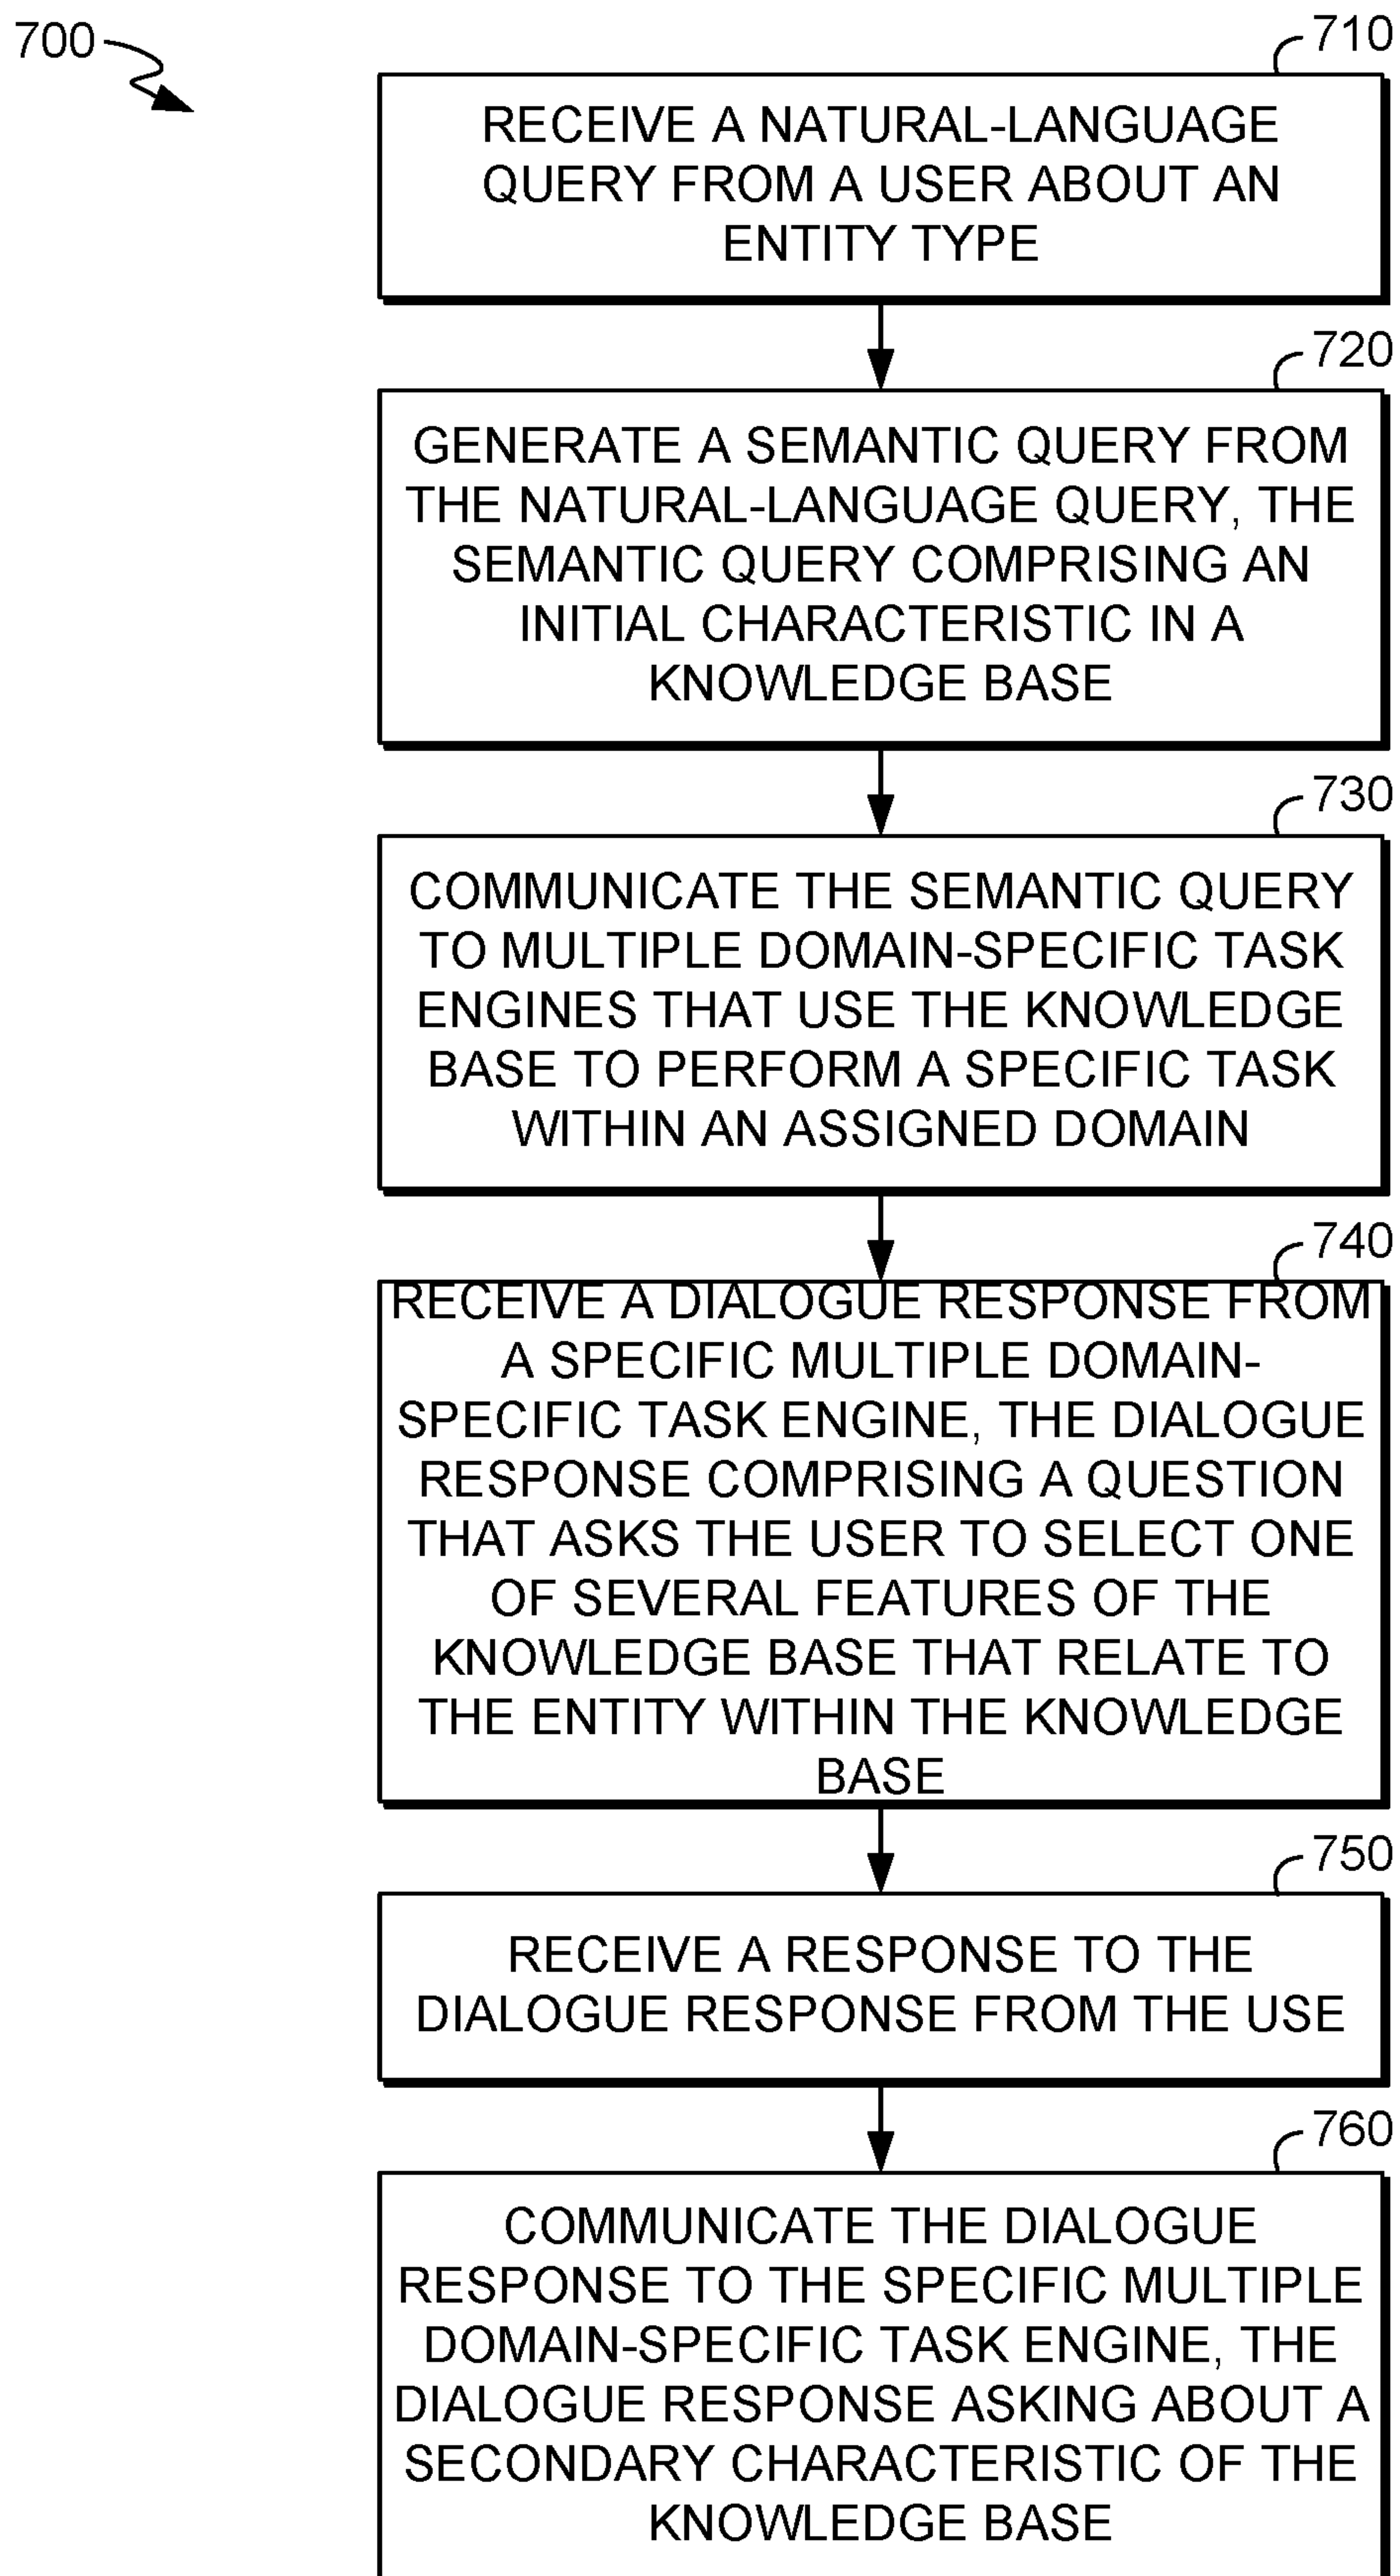 700
710
RECEIVE A NATURAL-LANGUAGE
QUERY FROM A USER ABOUT AN
ENTITY TYPE
720
GENERATE A SEMANTIC QUERY FROM
THE NATURAL-LANGUAGE QUERY, THE
SEMANTIC QUERY COMPRISING AN
INITIAL CHARACTERISTIC IN A
KNOWLEDGE BASE
730
COMMUNICATE THE SEMANTIC QUERY
TO MULTIPLE DOMAIN-SPECIFIC TASK
ENGINES THAT USE THE KNOWLEDGE
BASE TO PERFORM A SPECIFIC TASK
WITHIN AN ASSIGNED DOMAIN
740
RECEIVE A DIALOGUE RESPONSE FROM
A SPECIFIC MULTIPLE DOMAIN-
SPECIFIC TASK ENGINE, THE DIALOGUE
RESPONSE COMPRISING A QUESTION
THAT ASKS THE USER TO SELECT ONE
OF SEVERAL FEATURES OF THE
KNOWLEDGE BASE THAT RELATE TO
THE ENTITY WITHIN THE KNOWLEDGE
BASE
750
RECEIVE A RESPONSE TO THE
DIALOGUE RESPONSE FROM THE USE
760
COMMUNICATE THE DIALOGUE
RESPONSE TO THE SPECIFIC MULTIPLE
DOMAIN-SPECIFIC TASK ENGINE, THE
DIALOGUE RESPONSE ASKING ABOUT A
SECONDARY CHARACTERISTIC OF THE
KNOWLEDGE BASE